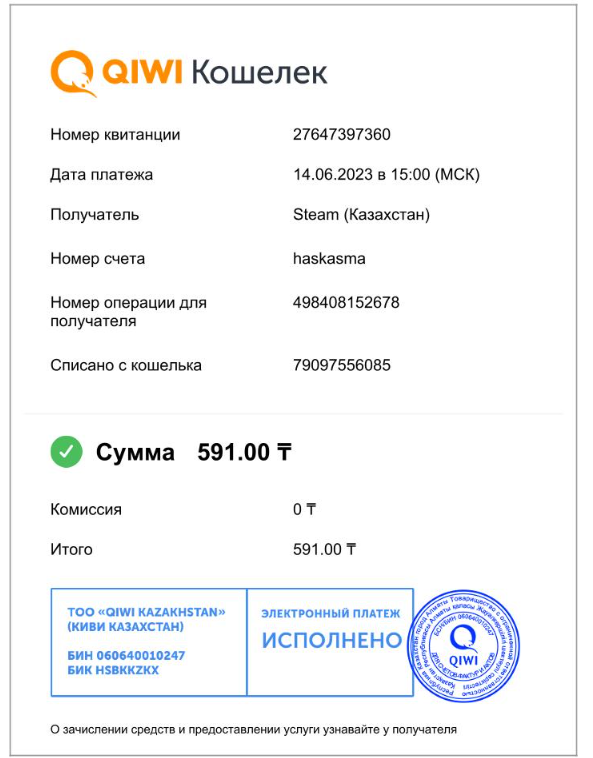 QIWI Кошелек
Номер квитанции 27647397360
Дата платежа 14.06.2023 в 15:00 (МСК)
Получатель Steam (Казахстан)
Номер счета haskasma
Номер операции для 498408152678
получателя
Списано с кошелька 79097556085
Сумма 591.00 ₸
Комиссия 0 ₸
Итого 591.00 ₸
ТОО «QIWI KAZAKHSTAN»
(КИВИ КАЗАХСТАН)
БИН 060640010247
БИК HSBKKZKX
ЭЛЕКТРОННЫЙ ПЛАТЕЖ
ИСПОЛНЕНО
QIWI
О зачислении средств и предоставлении услуги узнавайте у получателя